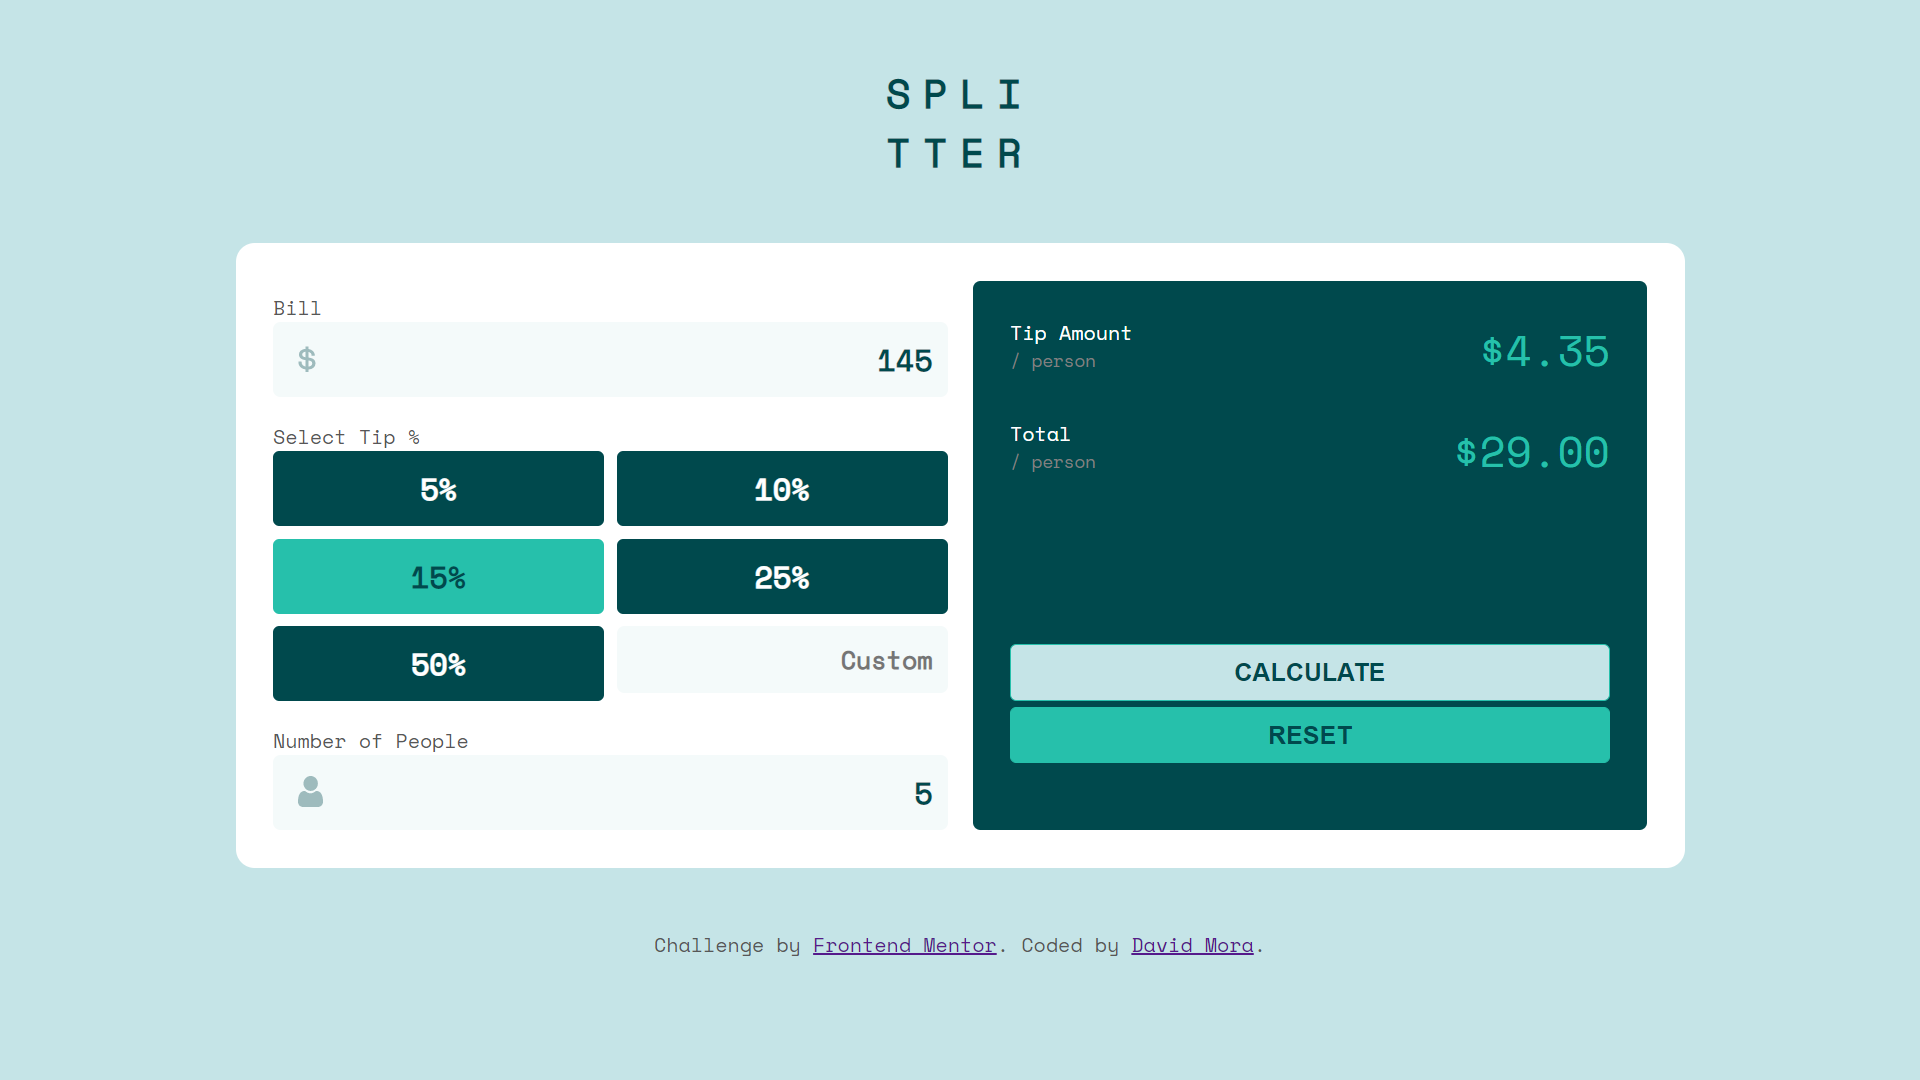 SPLI
TTER
Bill
$ 145
Select Tip %
5% 10%
15% 25%
50% Custom
Number of People
5
Tip Amount
/ person
$4.35
Total
/ person
$29.00
CALCULATE
RESET
Challenge by Frontend Mentor. Coded by David Mora.